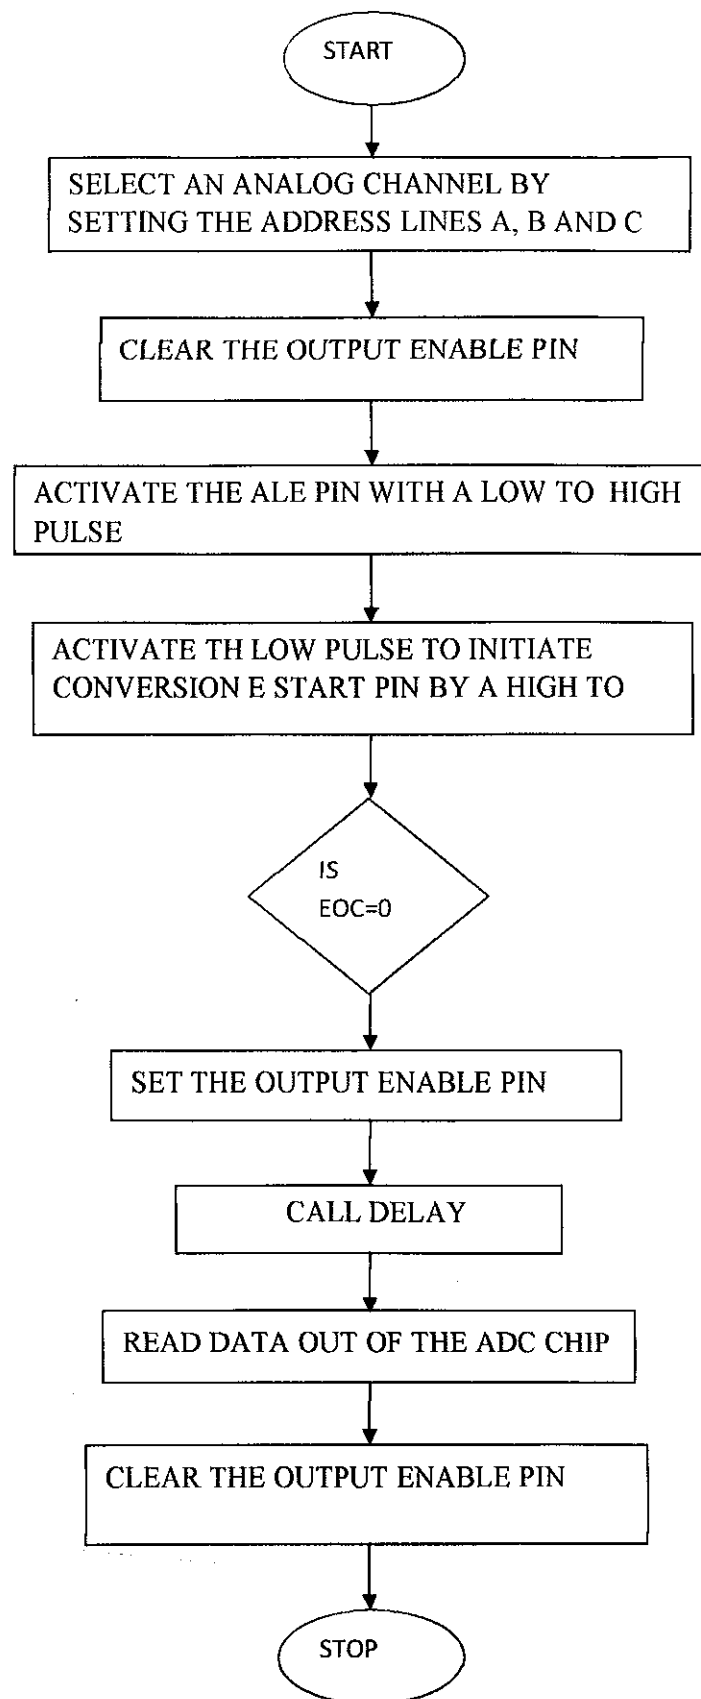 START
SELECT AN ANALOG CHANNEL BY
SETTING THE ADDRESS LINES A, B AND C
CLEAR THE OUTPUT ENABLE PIN
ACTIVATE THE ALE PIN WITH A LOW TO HIGH
PULSE
ACTIVATE TH LOW PULSE TO INITIATE
CONVERSION E START PIN BY A HIGH TO
IS
EOC=0
SET THE OUTPUT ENABLE PIN
CALL DELAY
READ DATA OUT OF THE ADC CHIP
CLEAR THE OUTPUT ENABLE PIN
STOP